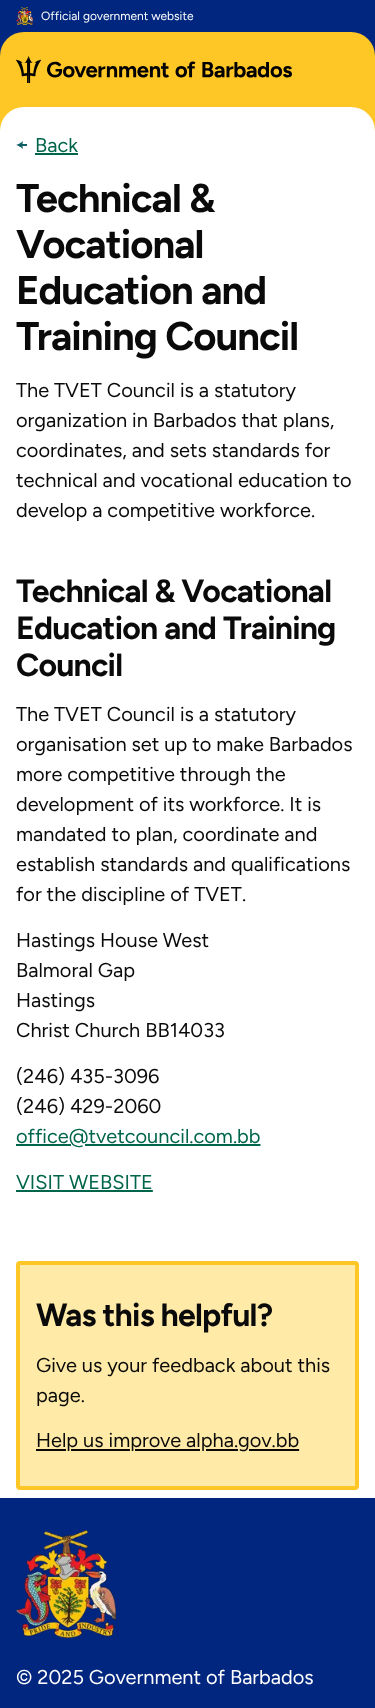 Official government website
Government of Barbados
← Back
Technical &
Vocational
Education and
Training Council
The TVET Council is a statutory
organization in Barbados that plans,
coordinates, and sets standards for
technical and vocational education to
develop a competitive workforce.
Technical & Vocational
Education and Training
Council
The TVET Council is a statutory
organisation set up to make Barbados
more competitive through the
development of its workforce. It is
mandated to plan, coordinate and
establish standards and qualifications
for the discipline of TVET.
Hastings House West
Balmoral Gap
Hastings
Christ Church BB14033
(246) 435-3096
(246) 429-2060
office@tvetcouncil.com.bb
VISIT WEBSITE
Was this helpful?
Give us your feedback about this
page.
Help us improve alpha.gov.bb
PRIDE AND INDUSTRY
© 2025 Government of Barbados